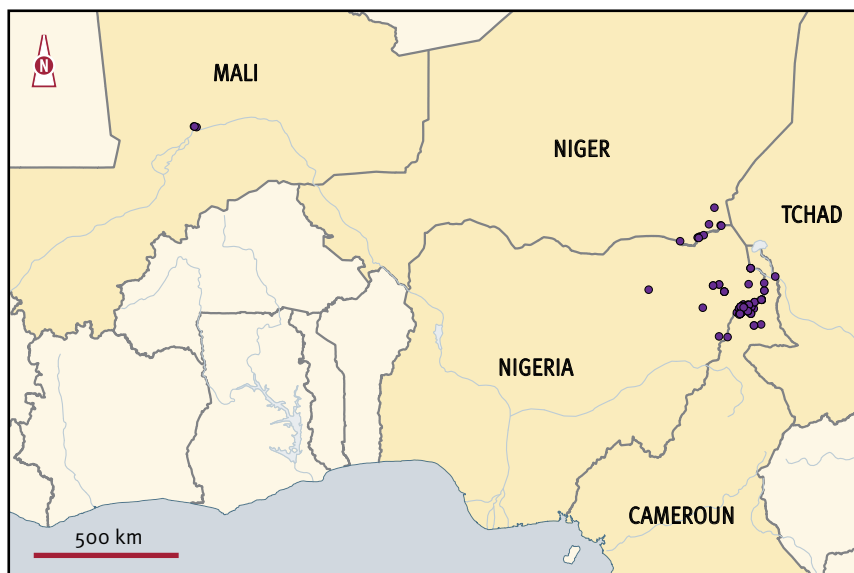 N
MALI
NIGER
TCHAD
NIGERIA
CAMEROUN
500 km